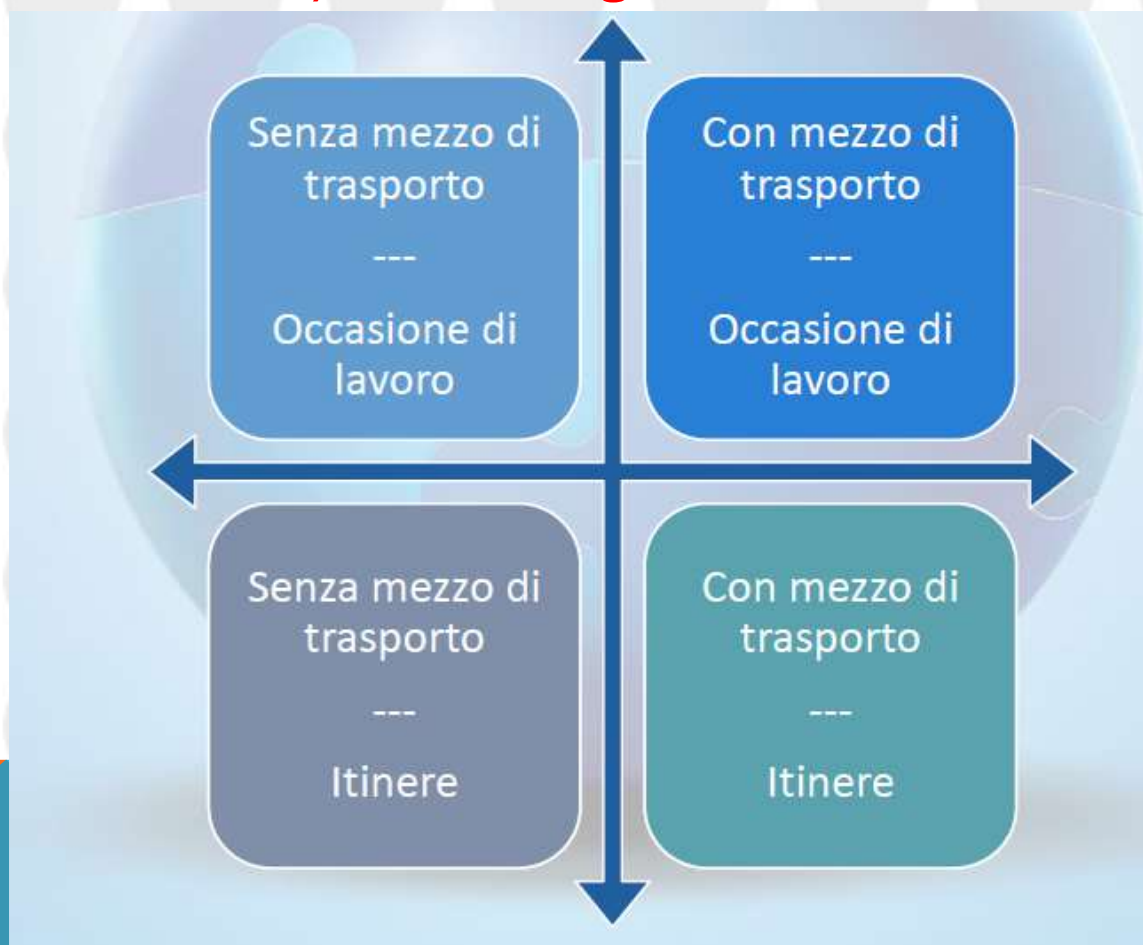 Senza mezzo di
trasporto
---
Occasione di
lavoro
Con mezzo di
trasporto
---
Occasione di
lavoro
Senza mezzo di
trasporto
---
Itinere
Con mezzo di
trasporto
---
Itinere